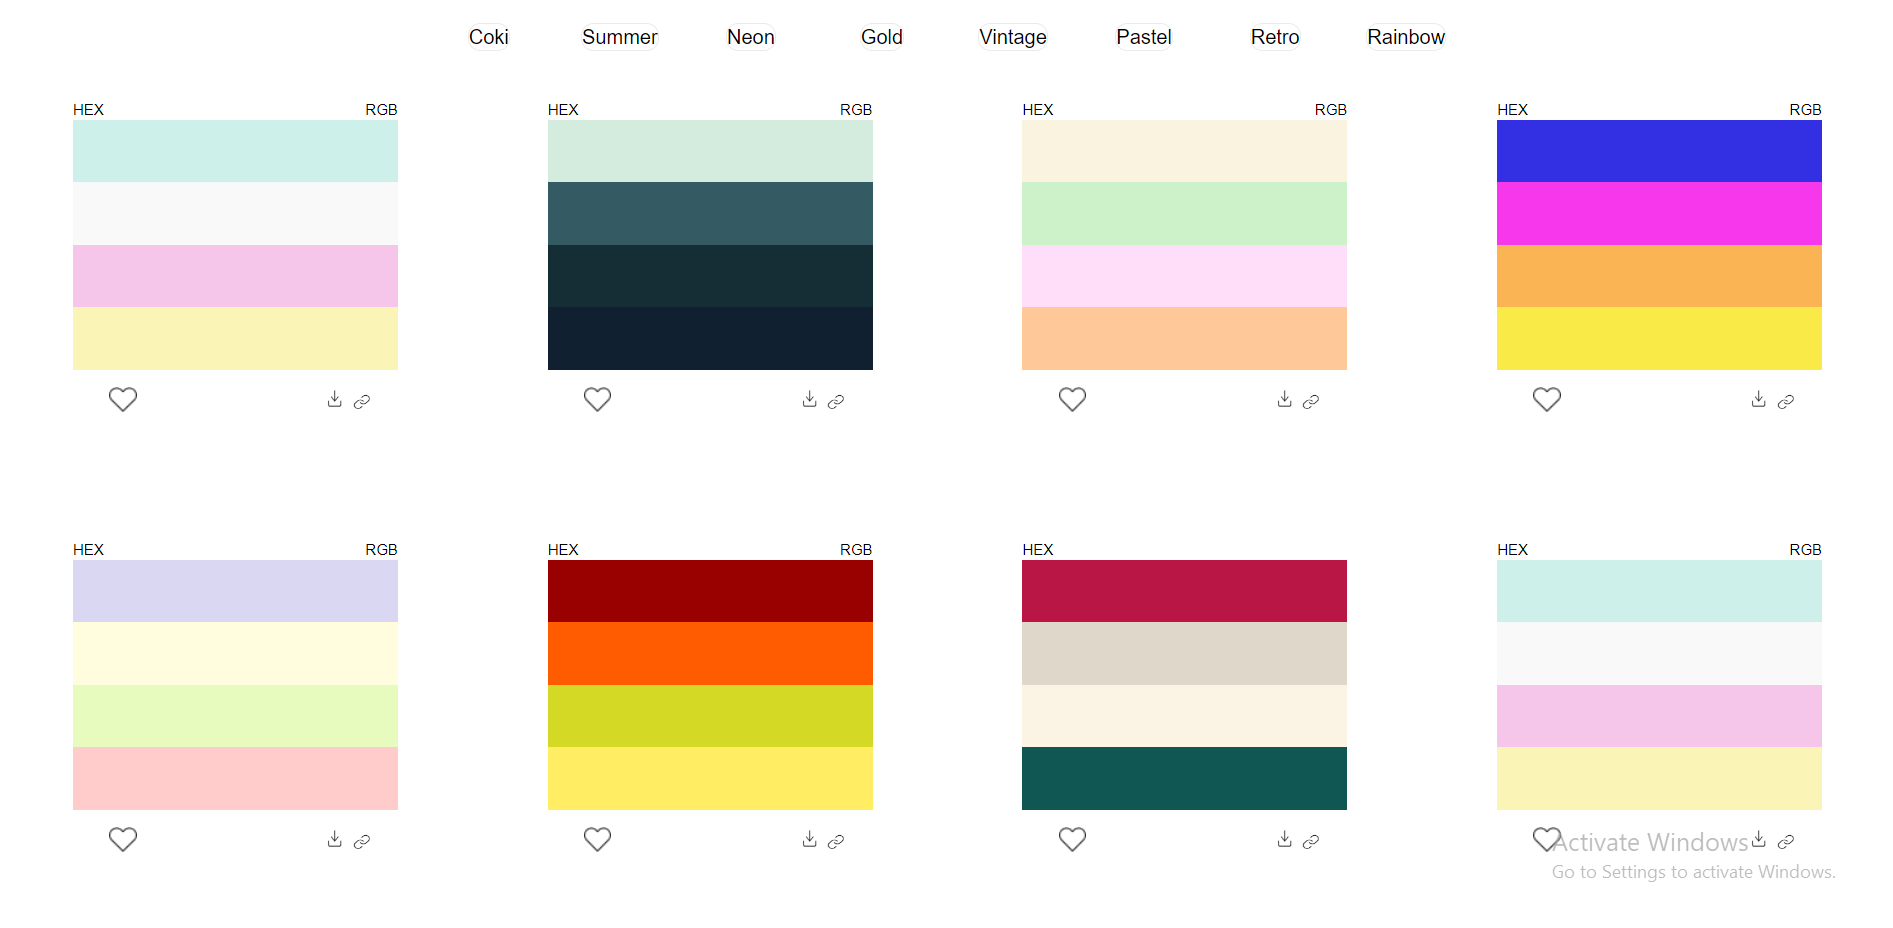 Coki Summer Neon Gold Vintage Pastel Retro Rainbow
HEX RGB HEX RGB HEX RGB HEX RGB
HEX RGB HEX RGB HEX RGB HEX RGB
Activate Windows
Go to Settings to activate Windows.